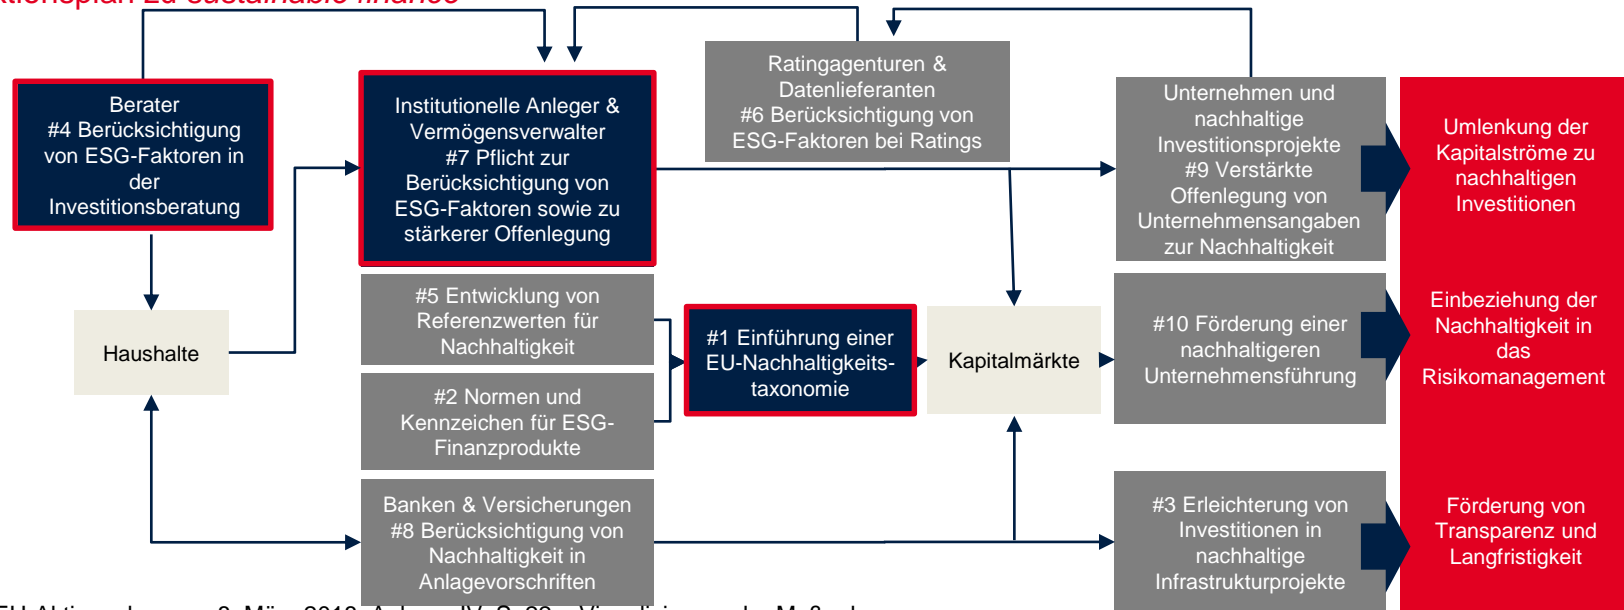 zu sustainable finance
Berater
#4 Berücksichtigung
von ESG-Faktoren in
der
Investitionsberatung
Institutionelle Anleger &
Vermögensverwalter
#7 Pflicht zur
Berücksichtigung von
ESG-Faktoren sowie zu
stärkerer Offenlegung
Ratingagenturen &
Datenlieferanten
#6 Berücksichtigung von
ESG-Faktoren bei Ratings
Unternehmen und
nachhaltige
Investitionsprojekte
#9 Verstärkte
Offenlegung von
Unternehmensangaben
zur Nachhaltigkeit
Umlenkung der
Kapitalströme zu
nachhaltigen
Investitionen
Haushalte
#5 Entwicklung von
Referenzwerten für
Nachhaltigkeit
#2 Normen und
Kennzeichen für ESG-
Finanzprodukte
#1 Einführung einer
EU-Nachhaltigkeits-
taxonomie
Kapitalmärkte
#10 Förderung einer
nachhaltigeren
Unternehmensführung
Einbeziehung der
Nachhaltigkeit in
das
Risikomanagement
Banken & Versicherungen
#8 Berücksichtigung von
Nachhaltigkeit in
Anlagevorschriften
#3 Erleichterung von
Investitionen in
nachhaltige
Infrastrukturprojekte
Förderung von
Transparenz und
Langfristigkeit